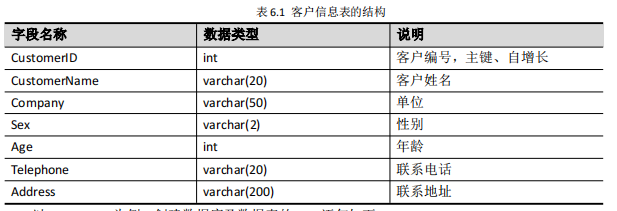 表 6.1 客户信息表的结构
字段名称 数据类型 说明
CustomerID int 客户编号，主键、自增长
CustomerName varchar(20) 客户姓名
Company varchar(50) 单位
Sex varchar(2) 性别
Age int 年龄
Telephone varchar(20) 联系电话
Address varchar(200) 联系地址